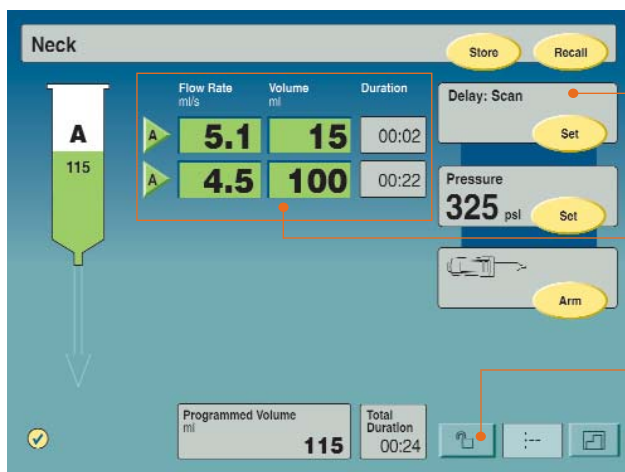 Neck
Store
Recall
Flow Rate
ml/s
Volume
ml
Duration
A
115
A
5.1
15
00:02
A
4.5
100
00:22
Delay: Scan
Set
Pressure
325 psi
Set
Arm
Programmed Volume
ml
115
Total
Duration
00:24